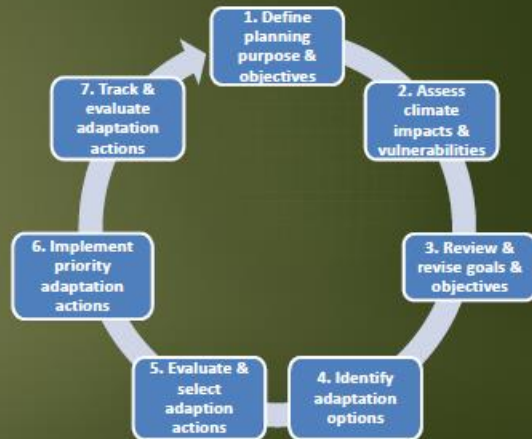 1. Define
planning
purpose &
objectives
2. Assess
climate
impacts &
vulnerabilities
3. Review &
revise goals &
objectives
4. Identify
adaptation
options
5. Evaluate &
select
adaption
actions
6. Implement
priority
adaptation
actions
7. Track &
evaluate
adaptation
actions